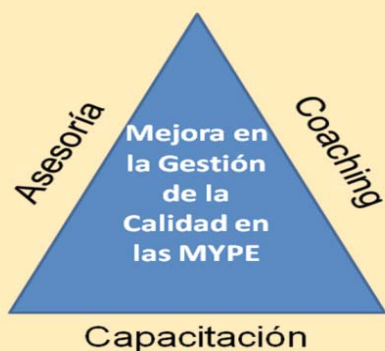 Asesoría
Coaching
Mejora en
la Gestión
de la
Calidad en
las MYPE
Capacitación